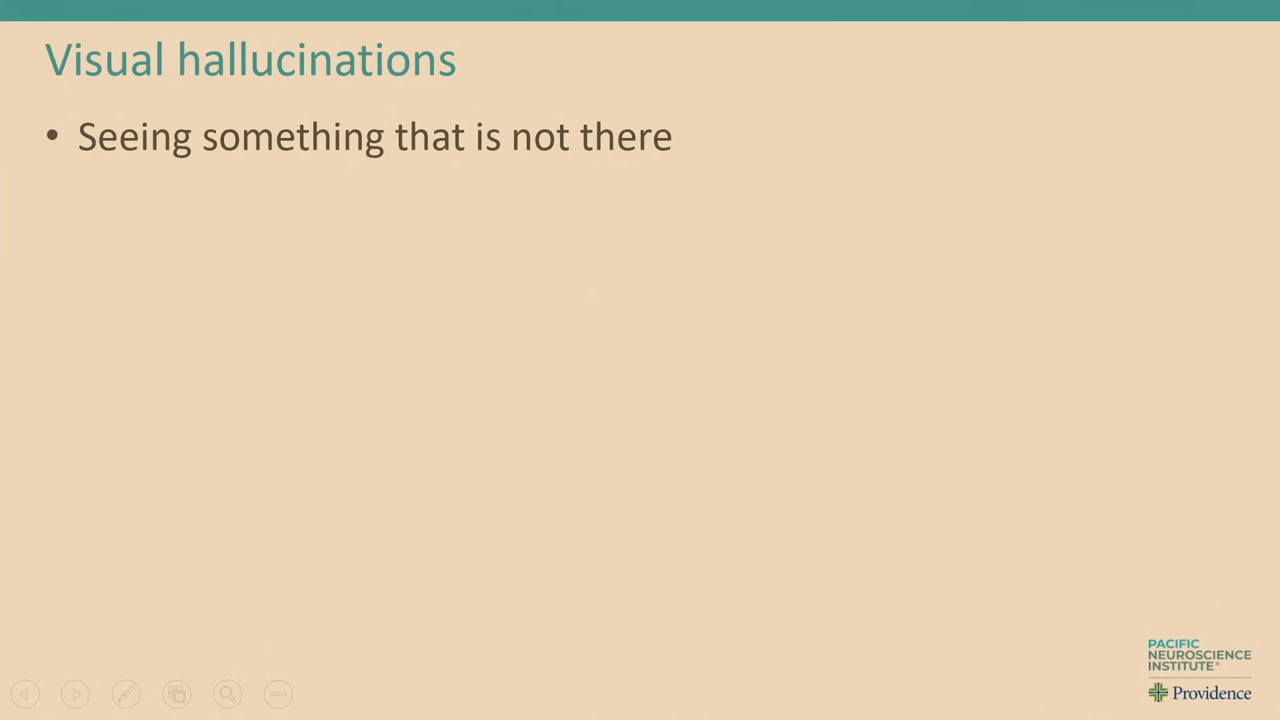 Visual hallucinations
• Seeing something that is not there
PACIFIC
NEUROSCIENCE
INSTITUTE®
Providence